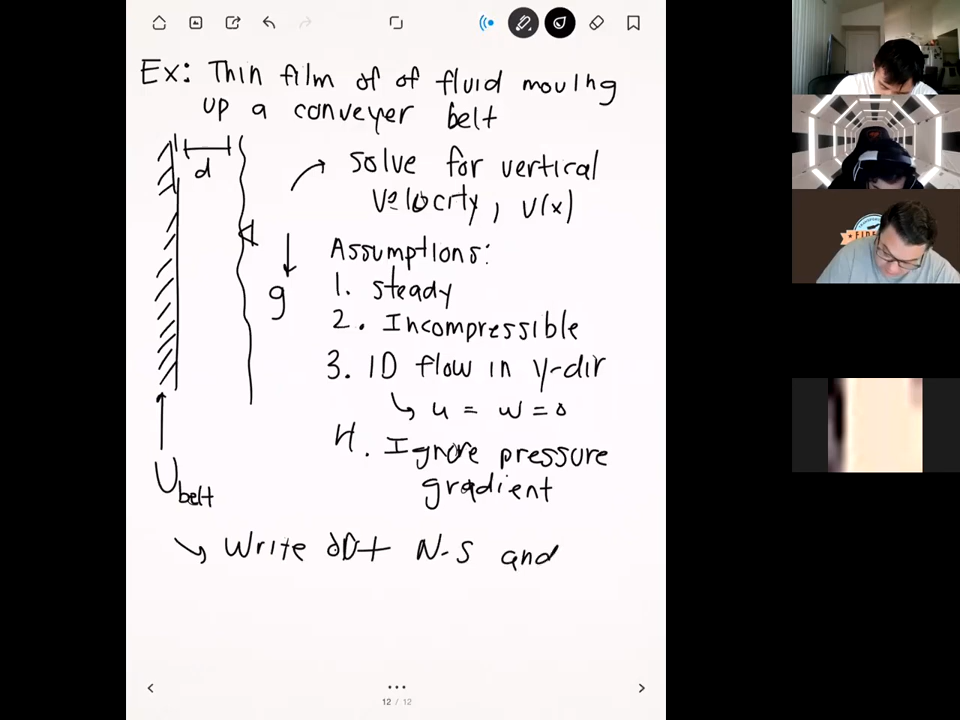 Ex: Thin film of of fluid moving
up a conveyer belt
d
solve for vertical
velocity, v(x)
g
Assumptions:
1. steady
2. Incompressible
3. 1D flow in y-dir
↳ u = w = 0
4. Ignore pressure
gradient
U belt
↳ Write out N-S and
12 / 12